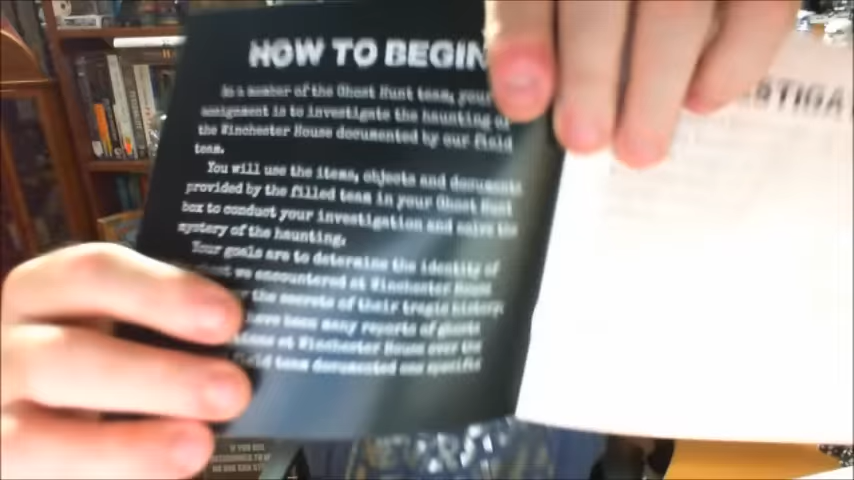 HOW TO BEGIN
As a member of the Ghost Hunt team, your
assignment is to investigate the haunting of
the Winchester House documented by our field
team.
You will use the items, objects and documents
provided by the filled team in your Ghost Hunt
box to conduct your investigation and solve the
mystery of the haunting.
Your goals are to determine the identity of
we encountered at Winchester House
the secrets of their tragic history.
have been many reports of ghosts
at Winchester House over the
field team documented one specific
STIGA